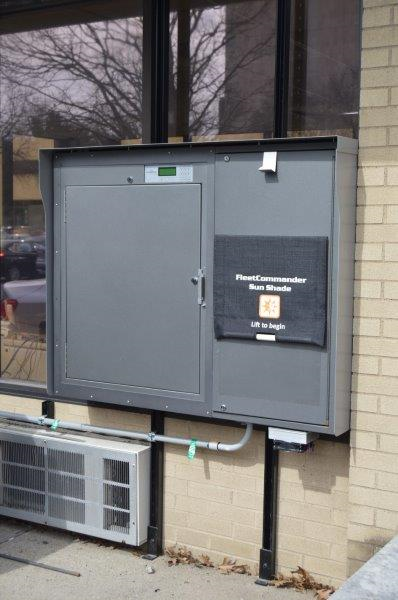 FleetCommander
Sun Shade
Lift to begin